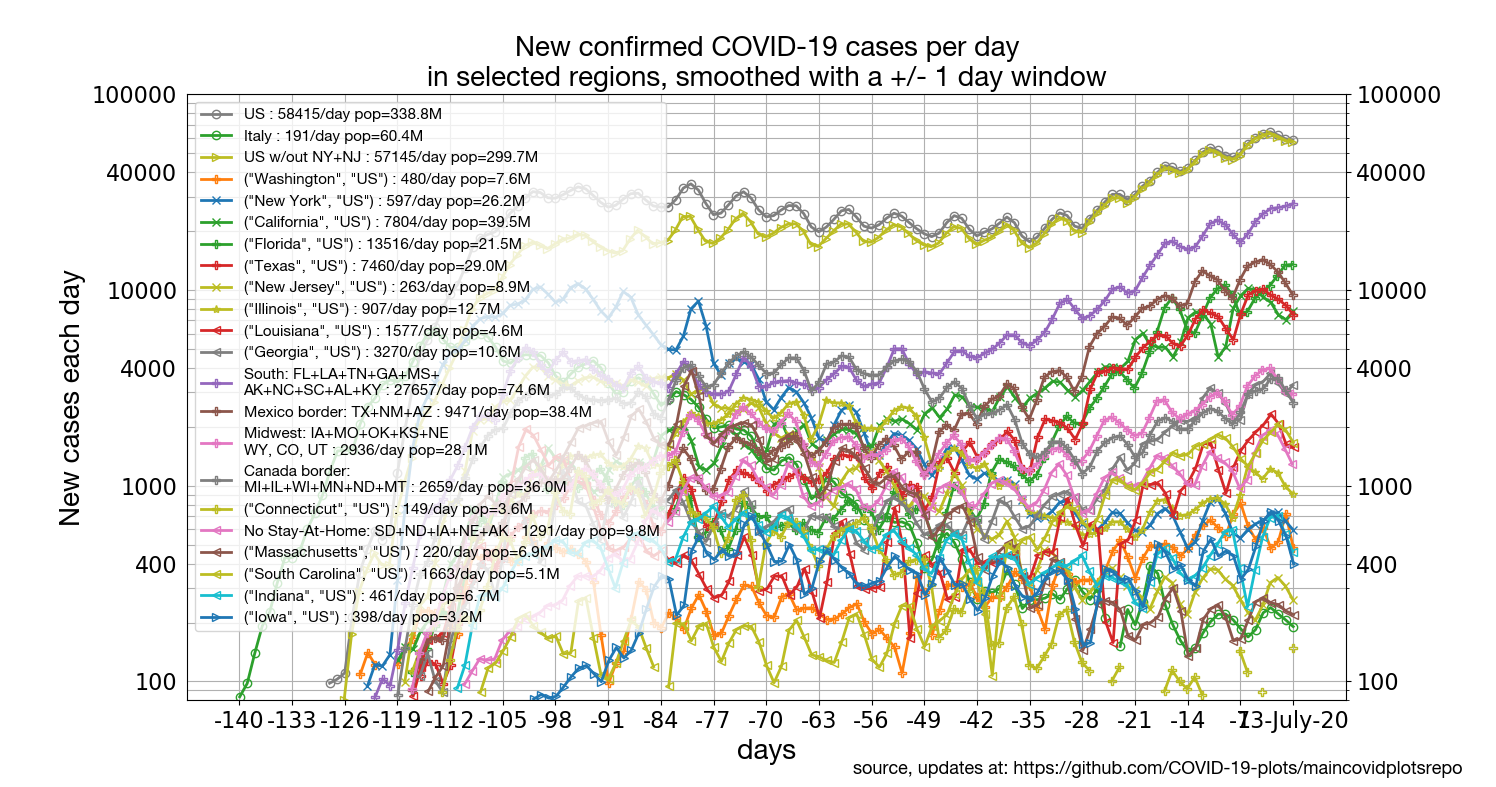 New confirmed COVID-19 cases per day
in selected regions, smoothed with a +/- 1 day window
100000
40000
10000
4000
1000
400
100
New cases each day
US : 58415/day pop=338.8M
Italy : 191/day pop=60.4M
US w/out NY+NJ : 57145/day pop=299.7M
("Washington", "US") : 480/day pop=7.6M
("New York", "US") : 597/day pop=26.2M
("California", "US") : 7804/day pop=39.5M
("Florida", "US") : 13516/day pop=21.5M
("Texas", "US") : 7460/day pop=29.0M
("New Jersey", "US") : 263/day pop=8.9M
("Illinois", "US") : 907/day pop=12.7M
("Louisiana", "US") : 1577/day pop=4.6M
("Georgia", "US") : 3270/day pop=10.6M
South: FL+LA+TN+GA+MS+
AK+NC+SC+AL+KY : 27657/day pop=74.6M
Mexico border: TX+NM+AZ : 9471/day pop=38.4M
Midwest: IA+MO+OK+KS+NE
WY, CO, UT : 2936/day pop=28.1M
Canada border:
MI+IL+WI+MN+ND+MT : 2659/day pop=36.0M
("Connecticut", "US") : 149/day pop=3.6M
No Stay-At-Home: SD+ND+IA+NE+AK : 1291/day pop=9.8M
("Massachusetts", "US") : 220/day pop=6.9M
("South Carolina", "US") : 1663/day pop=5.1M
("Indiana", "US") : 461/day pop=6.7M
("Iowa", "US") : 398/day pop=3.2M
100000
40000
10000
4000
1000
400
100
-140 -133 -126 -119 -112 -105 -98 -91 -84 -77 -70 -63 -56 -49 -42 -35 -28 -21 -14 -7 13-July-20
days
source, updates at: https://github.com/COVID-19-plots/maincovidplotsrepo